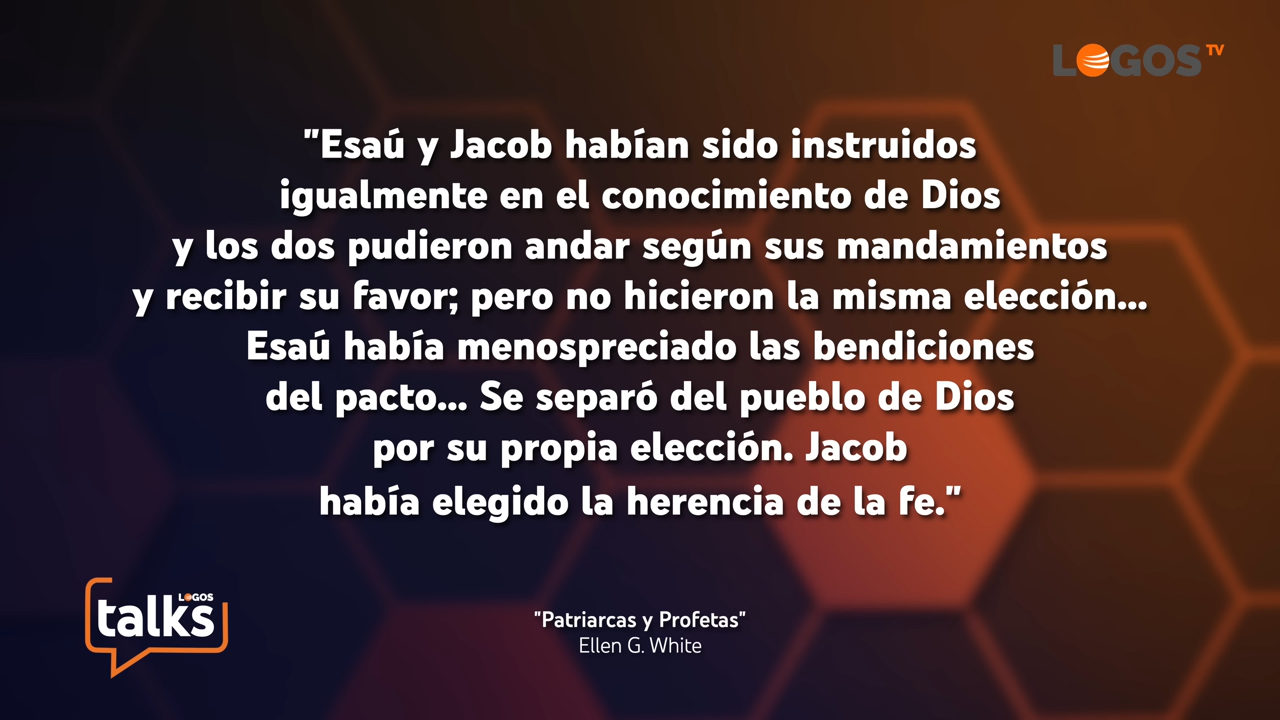 LOGOS TV
"Esaú y Jacob habían sido instruidos
igualmente en el conocimiento de Dios
y los dos pudieron andar según sus mandamientos
y recibir su favor; pero no hicieron la misma elección...
Esaú había menospreciado las bendiciones
del pacto... Se separó del pueblo de Dios
por su propia elección. Jacob
había elegido la herencia de la fe."
LOGOS
talks
"Patriarcas y Profetas"
Ellen G. White